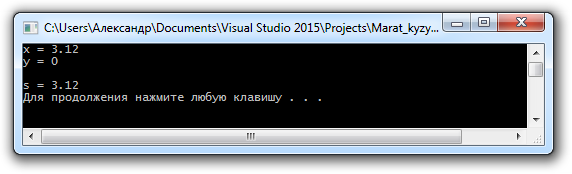 C:\Users\Александр\Documents\Visual Studio 2015\Projects\Marat_kyzy...
x = 3.12
y = 0
s = 3.12
Для продолжения нажмите любую клавишу . . .